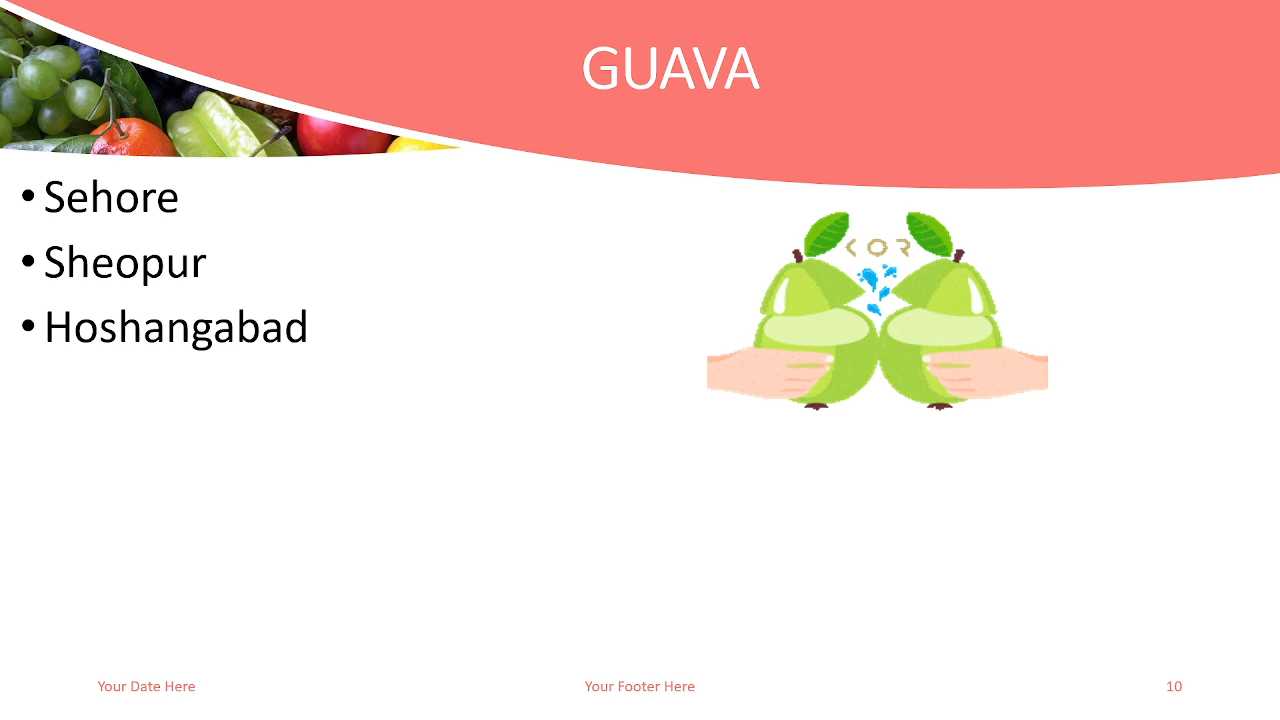 GUAVA
• Sehore
• Sheopur
• Hoshangabad
Your Date Here
Your Footer Here
10